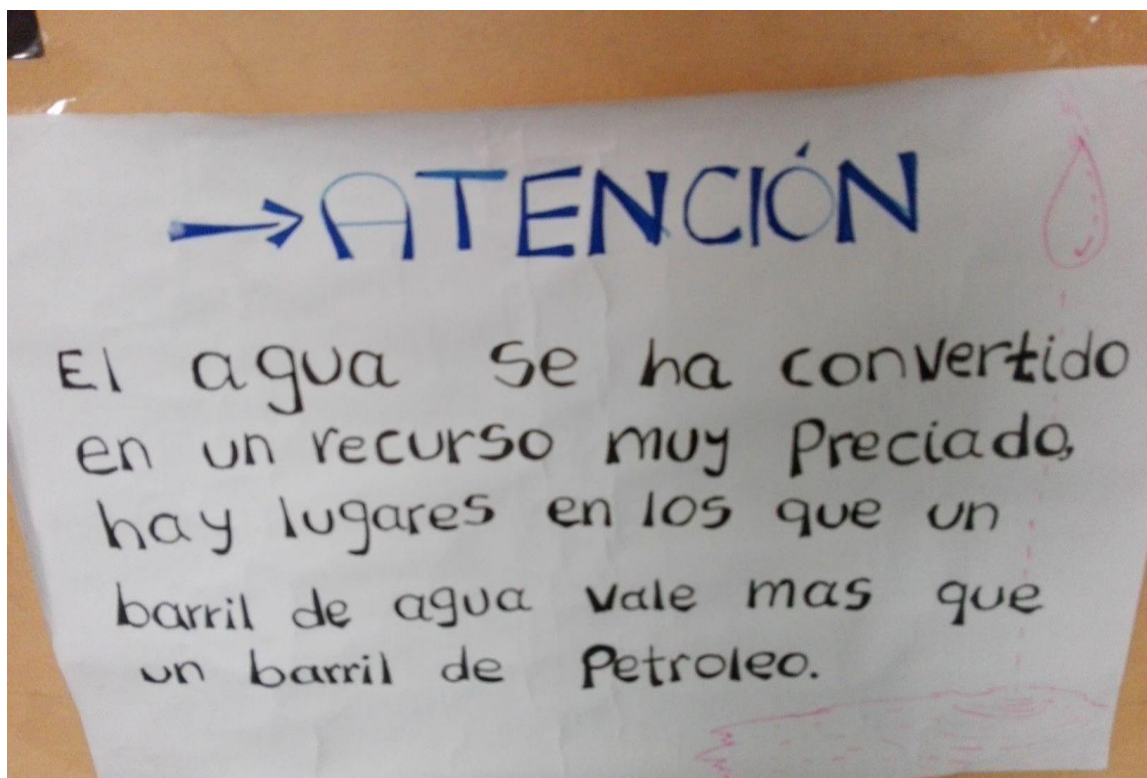 →ATENCIÓN
El agua se ha convertido
en un recurso muy Preciado,
hay lugares en los que un
barril de agua vale mas que
un barril de Petroleo.